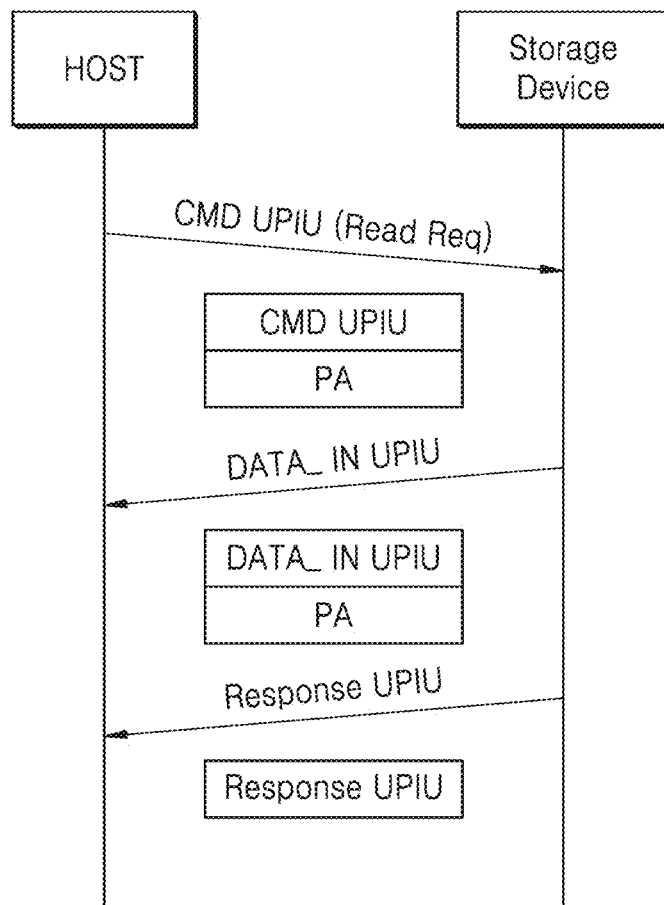 HOST
Storage
Device
CMD UPIU (Read Req)
CMD UPIU
PA
DATA_ IN UPIU
DATA_ IN UPIU
PA
Response UPIU
Response UPIU